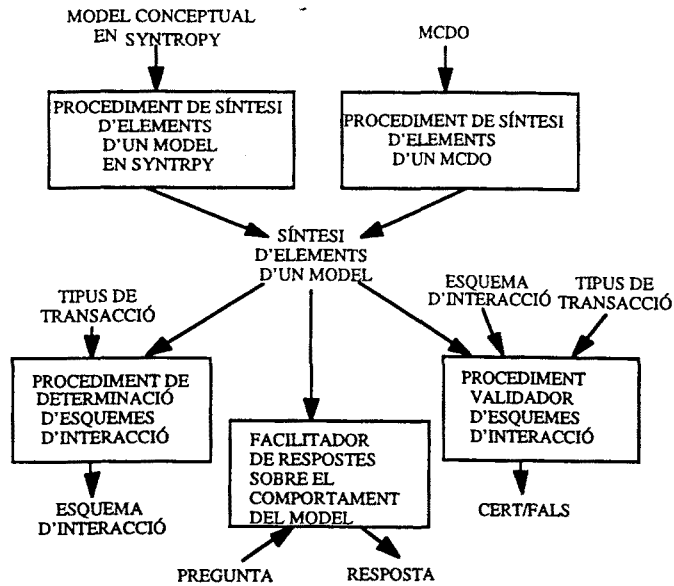 MODEL CONCEPTUAL
EN SYNTROPY
MCDO
PROCEDIMENT DE SÍNTESI
D'ELEMENTS
D'UN MODEL
EN SYNTRPY
PROCEDIMENT DE SÍNTESI
D'ELEMENTS
D'UN MCDO
SÍNTESI
D'ELEMENTS
D'UN MODEL
TIPUS DE
TRANSACCIÓ
ESQUEMA
D'INTERACCIÓ
TIPUS DE
TRANSACCIÓ
PROCEDIMENT DE
DETERMINACIÓ
D'ESQUEMES
D'INTERACCIÓ
FACILITADOR
DE RESPOSTES
SOBRE EL
COMPORTAMENT
DEL MODEL
PROCEDIMENT
VALIDADOR
D'ESQUEMES
D'INTERACCIÓ
ESQUEMA
D'INTERACCIÓ
CERT/FALS
PREGUNTA
RESPOSTA